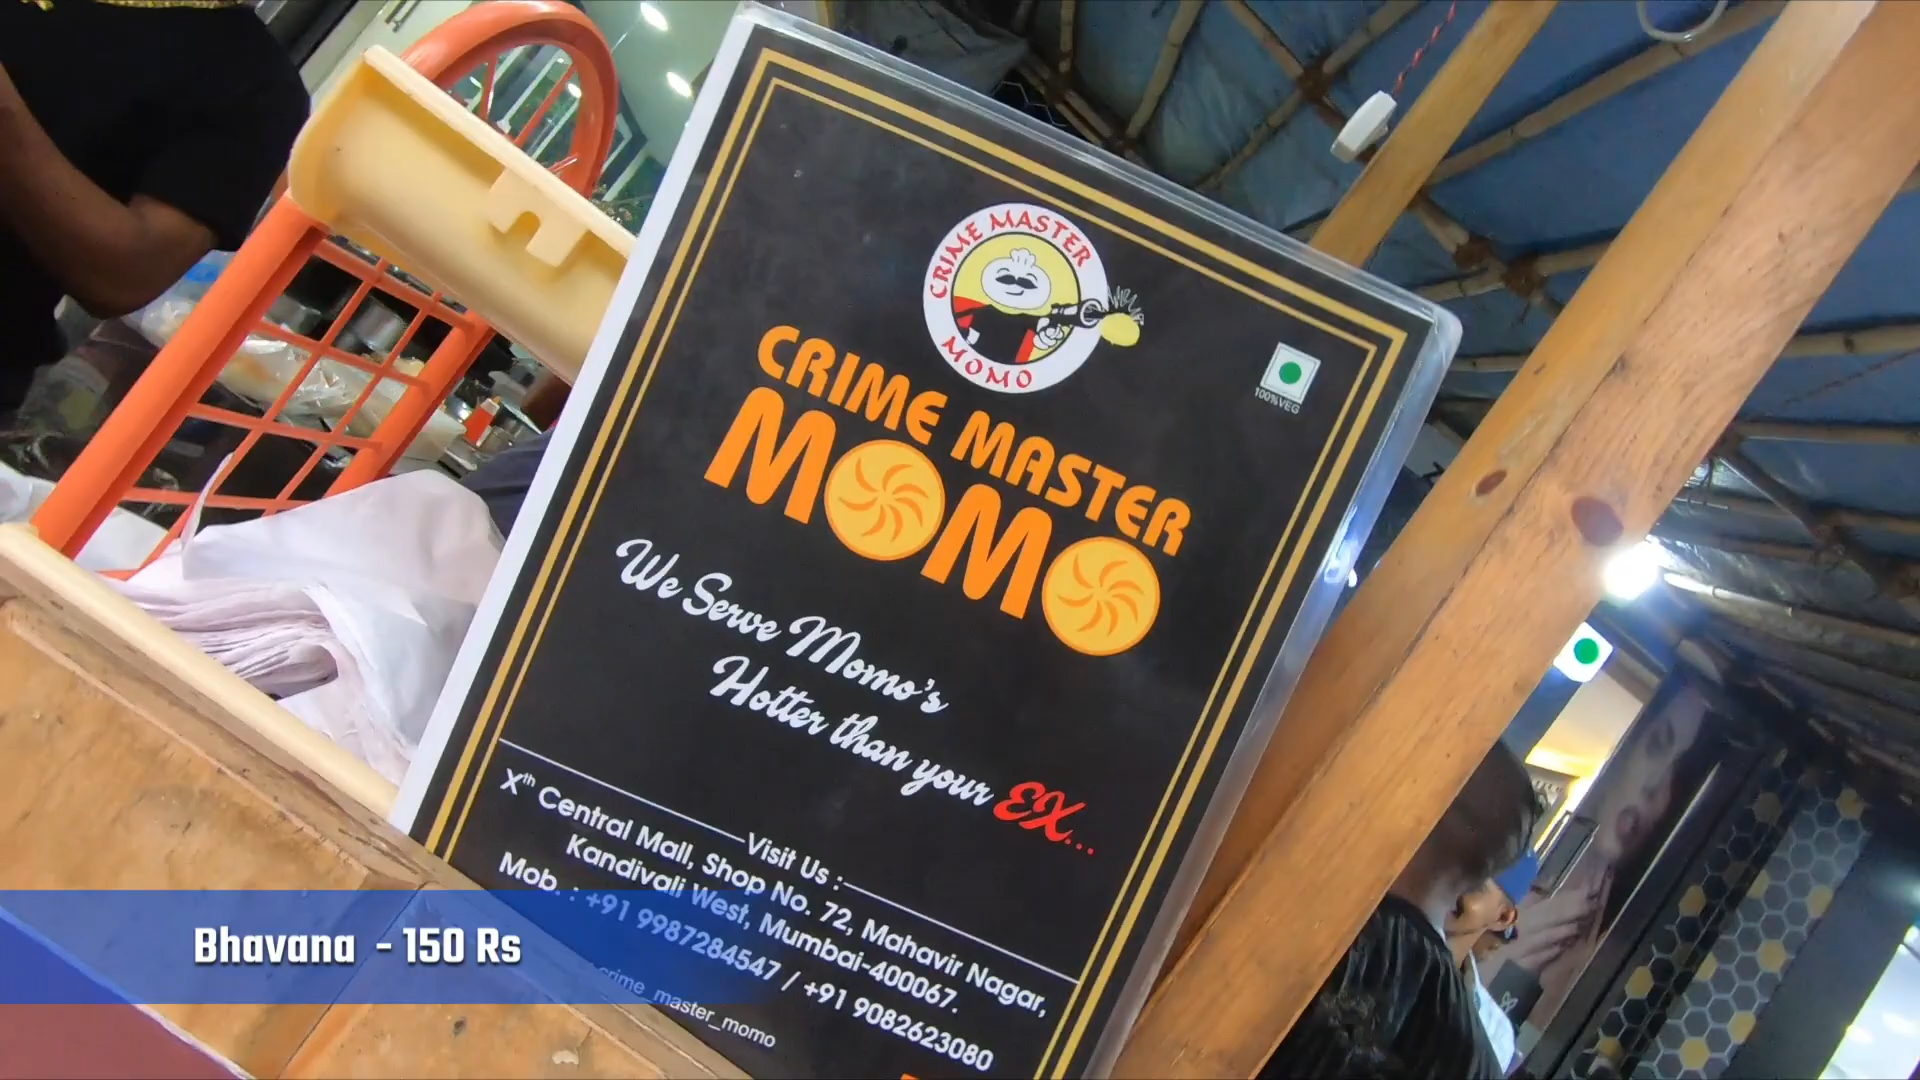 CRIME MASTER
MOMO
100%VEG
CRIME MASTER
MOMO
We Serve Momo's
Hotter than your EX...
Visit Us :
Xth Central Mall, Shop No. 72, Mahavir Nagar,
Kandivali West, Mumbai-400067.
Mob. : +91 9987284547 / +91 9082623080
crime_master_momo
Bhavana - 150 Rs